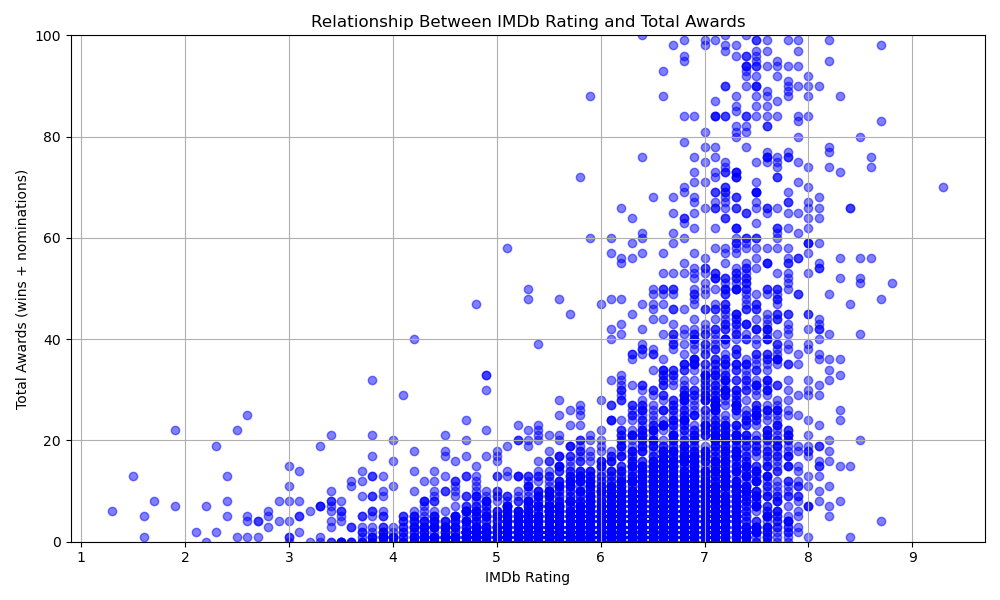 Relationship Between IMDb Rating and Total Awards
Total Awards (wins + nominations)
100
80
60
40
20
0
1 2 3 4 5 6 7 8 9
IMDb Rating